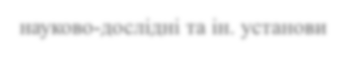 науково-дослідні та ін. установи